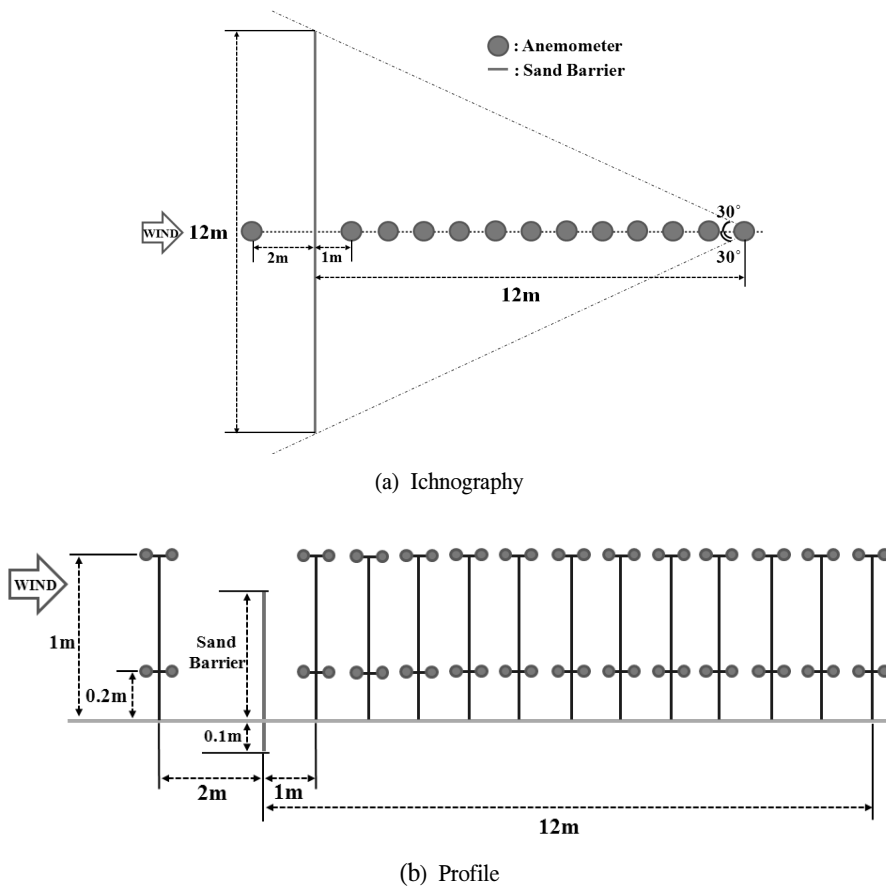 : Anemometer
: Sand Barrier
30°
WIND
12m
2m
1m
30°
12m
(a) Ichnography
WIND
1m
Sand
Barrier
0.2m
0.1m
2m
1m
12m
(b) Profile